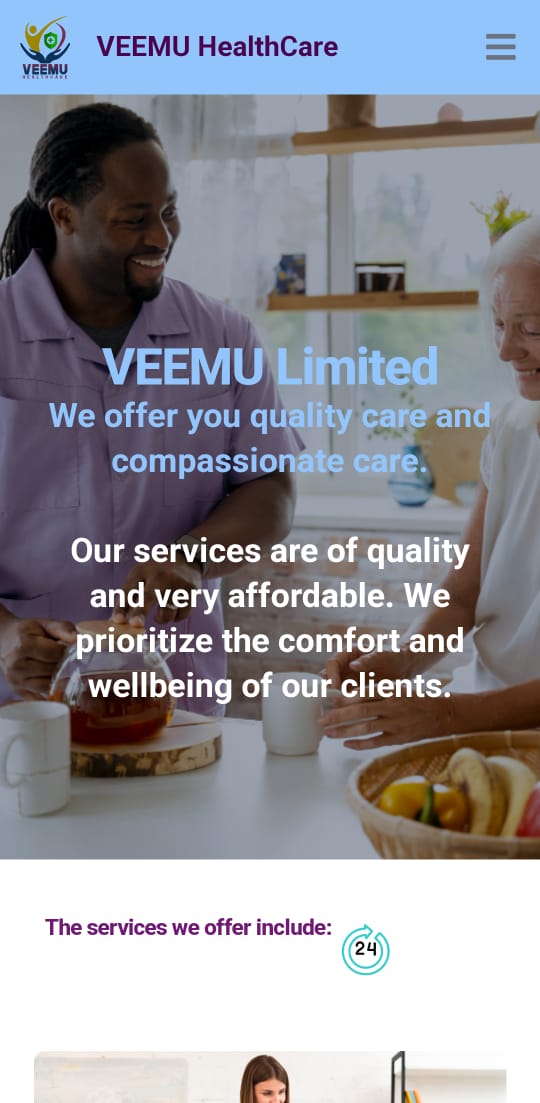 VEEMU
HEALTHCARE
VEEMU HealthCare
VEEMU Limited
We offer you quality care and
compassionate care.
Our services are of quality
and very affordable. We
prioritize the comfort and
wellbeing of our clients.
The services we offer include:
24